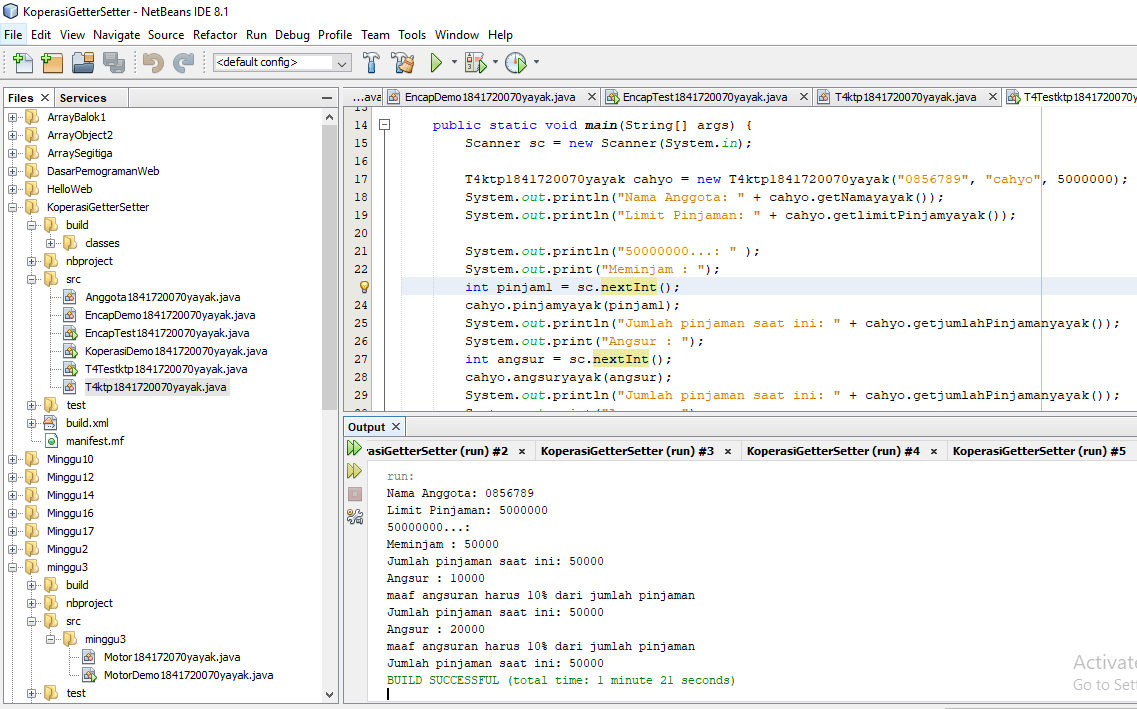 KoperasiGetterSetter - NetBeans IDE 8.1
File Edit View Navigate Source Refactor Run Debug Profile Team Tools Window Help
<default config>
Files Services
ArrayBalok1
ArrayObject2
ArraySegitiga
DasarPemogramanWeb
HelloWeb
KoperasiGetterSetter
build
classes
nbproject
src
Anggota1841720070yayak.java
EncapDemo1841720070yayak.java
EncapTest1841720070yayak.java
KoperasiDemo1841720070yayak.java
T4Testktp1841720070yayak.java
T4ktp1841720070yayak.java
test
build.xml
manifest.mf
Minggu10
Minggu12
Minggu14
Minggu16
Minggu17
Minggu2
minggu3
build
nbproject
src
minggu3
Motor184172070yayak.java
MotorDemo1841720070yayak.java
test
...ava EncapDemo1841720070yayak.java EncapTest1841720070yayak.java T4ktp1841720070yayak.java T4Testktp1841720070y
13
14 public static void main(String[] args) {
15 Scanner sc = new Scanner(System.in);
16
17 T4ktp1841720070yayak cahyo = new T4ktp1841720070yayak("0856789", "cahyo", 5000000);
18 System.out.println("Nama Anggota: " + cahyo.getNamayayak());
19 System.out.println("Limit Pinjaman: " + cahyo.getlimitPinjamyayak());
20
21 System.out.println("50000000...: " );
22 System.out.print("Meminjam : ");
int pinjam1 = sc.nextInt();
24 cahyo.pinjamyayak(pinjam1);
25 System.out.println("Jumlah pinjaman saat ini: " + cahyo.getjumlahPinjamanyayak());
26 System.out.print("Angsur : ");
27 int angsur = sc.nextInt();
28 cahyo.angsuryayak(angsur);
29 System.out.println("Jumlah pinjaman saat ini: " + cahyo.getjumlahPinjamanyayak());
Output
asiGetterSetter (run) #2 KoperasiGetterSetter (run) #3 KoperasiGetterSetter (run) #4 KoperasiGetterSetter (run) #5
run:
Nama Anggota: 0856789
Limit Pinjaman: 5000000
50000000...:
Meminjam : 50000
Jumlah pinjaman saat ini: 50000
Angsur : 10000
maaf angsuran harus 10% dari jumlah pinjaman
Jumlah pinjaman saat ini: 50000
Angsur : 20000
maaf angsuran harus 10% dari jumlah pinjaman
Jumlah pinjaman saat ini: 50000
BUILD SUCCESSFUL (total time: 1 minute 21 seconds)
Activate
Go to Set